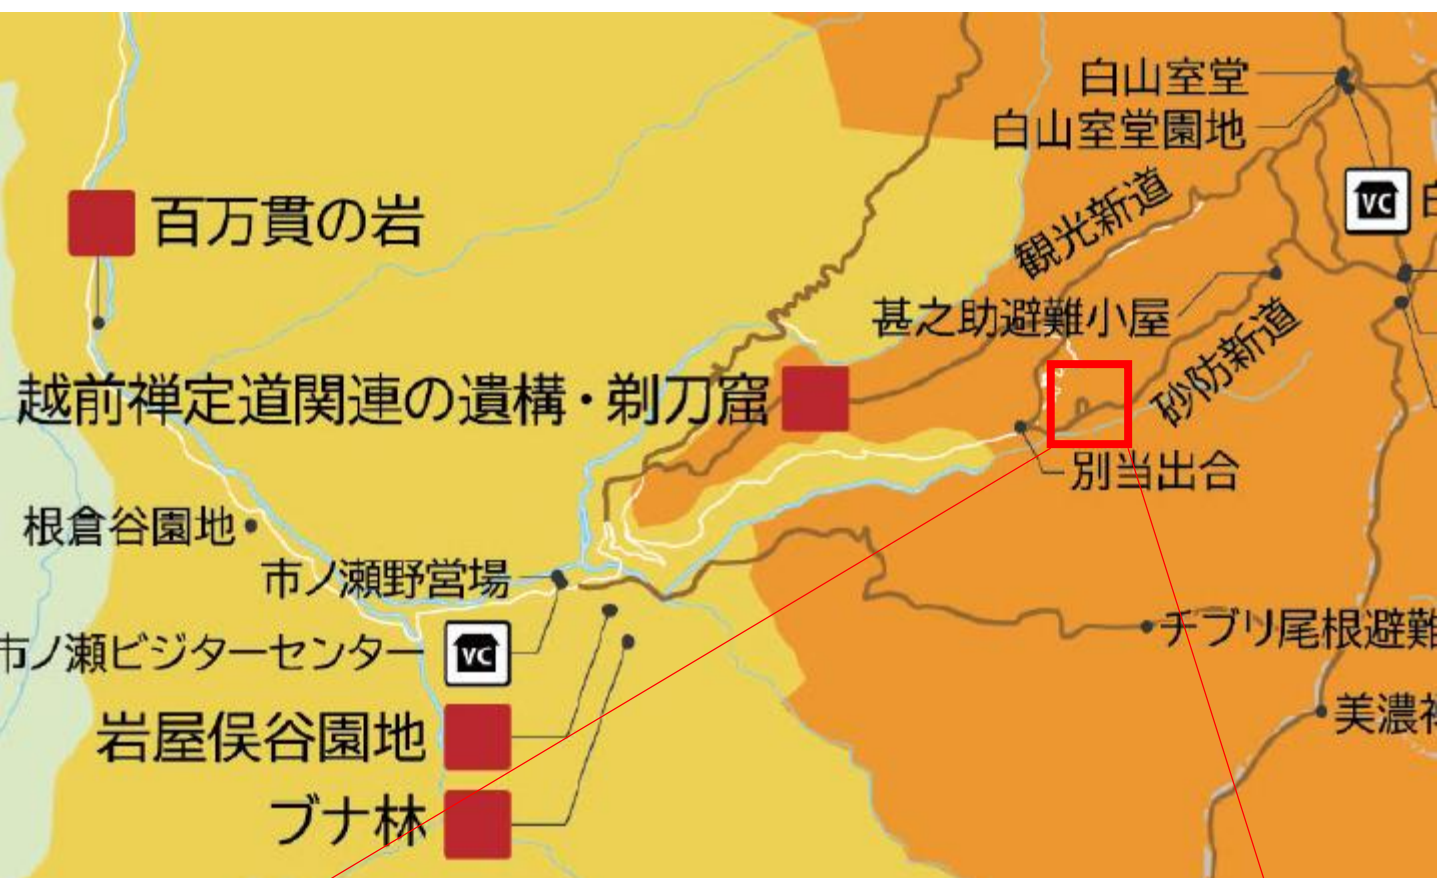 白山室堂
白山室堂園地
VC
百万貫の岩
観光新道
甚之助避難小屋
砂防新道
越前禅定道関連の遺構・剃刀窟
別当出合
根倉谷園地
市ノ瀬野営場
チブリ尾根避難
市ノ瀬ビジターセンター
VC
美濃禅
岩屋俣谷園地
ブナ林